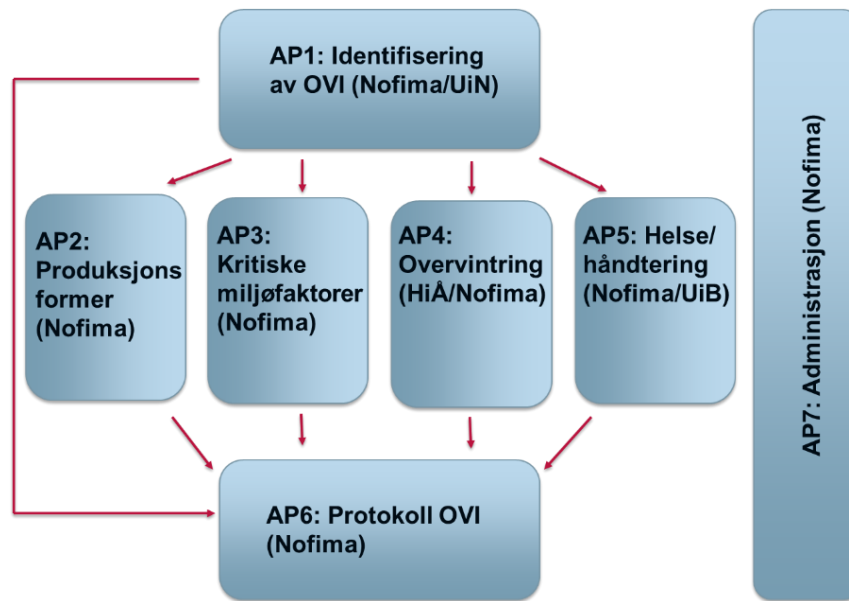 AP1: Identifisering
av OVI (Nofima/UiN)
AP2:
Produksjons
former
(Nofima)
AP3:
Kritiske
miljøfaktorer
(Nofima)
AP4:
Overvintring
(HiÅ/Nofima)
AP5: Helse/
håndtering
(Nofima/UiB)
AP6: Protokoll OVI
(Nofima)
AP7: Administrasjon (Nofima)